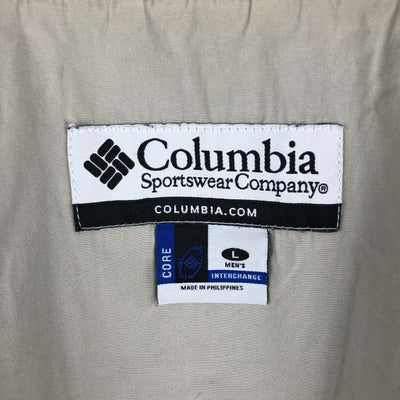 Columbia
Sportswear Company®
COLUMBIA.COM
CORE
L
MEN'S
INTERCHANGE
MADE IN PHILIPPINES